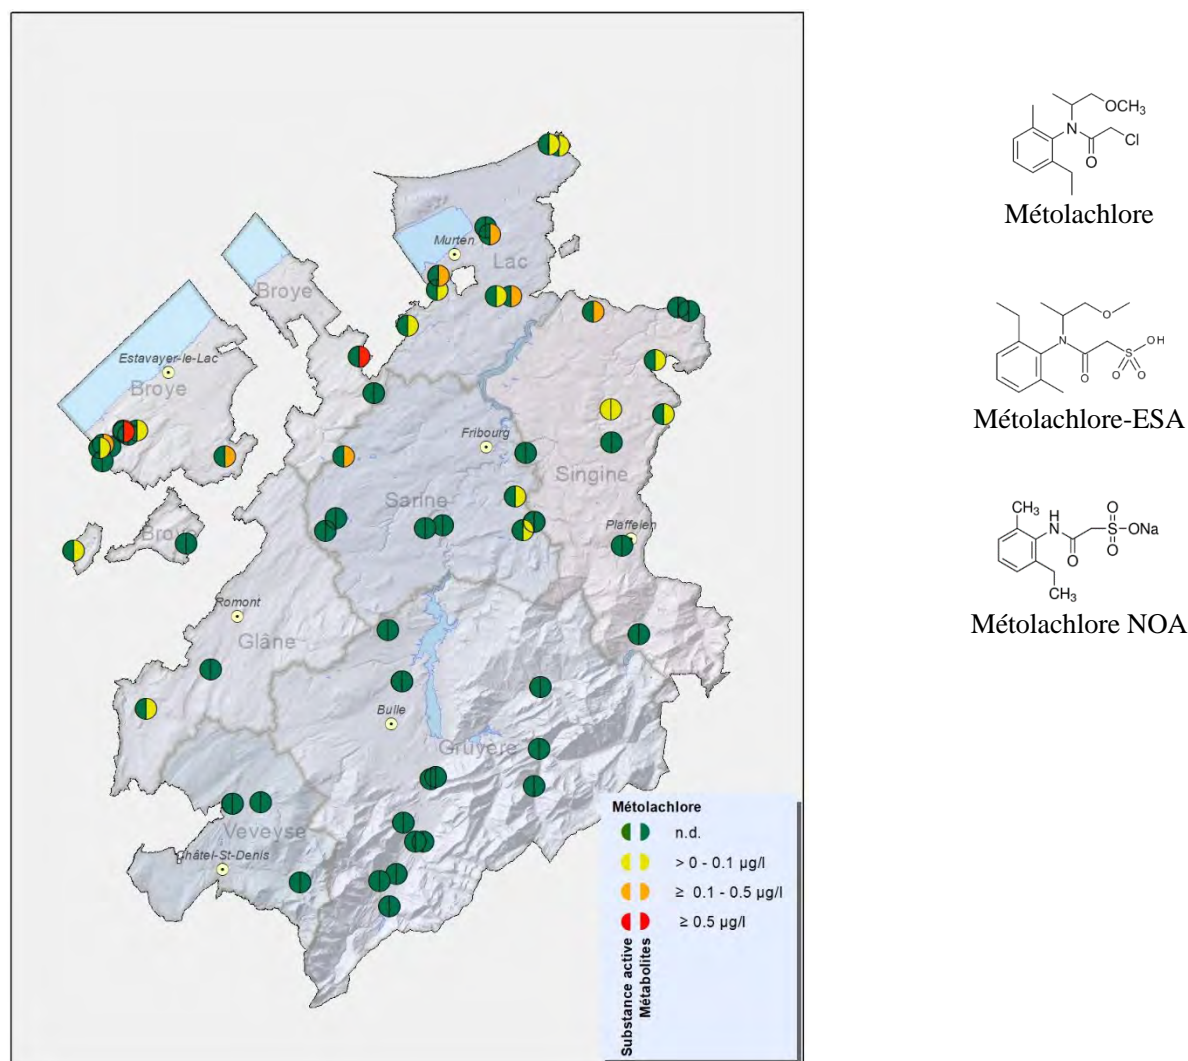 Murten
Lac
Broye
Estavayer-le-Lac
Broye
Fribourg
Singine
Sarine
Plaffeien
Broye
Romont
Glâne
Bulle
Gruyère
Veveyse
Châtel-St-Denis
Métolachlore
n.d.
> 0 - 0.1 µg/l
≥ 0.1 - 0.5 µg/l
≥ 0.5 µg/l
Substance active
Métabolites
OCH3
N
Cl
O
Métolachlore
O
N
O
S
OH
O O
Métolachlore-ESA
CH3
H
N
O
S
ONa
O
O
CH3
Métolachlore NOA